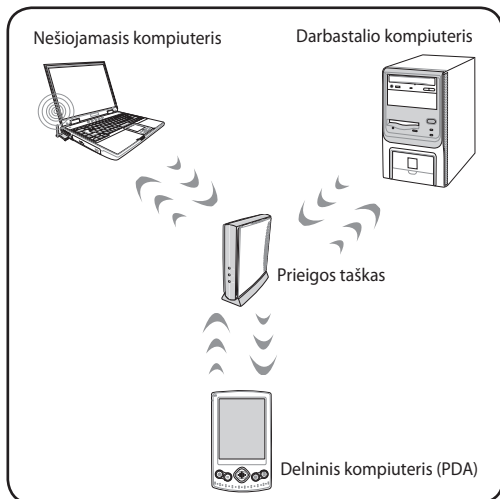 Nešiojamasis kompiuteris
Darbastalio kompiuteris
Prieigos taškas
Delninis kompiuteris (PDA)